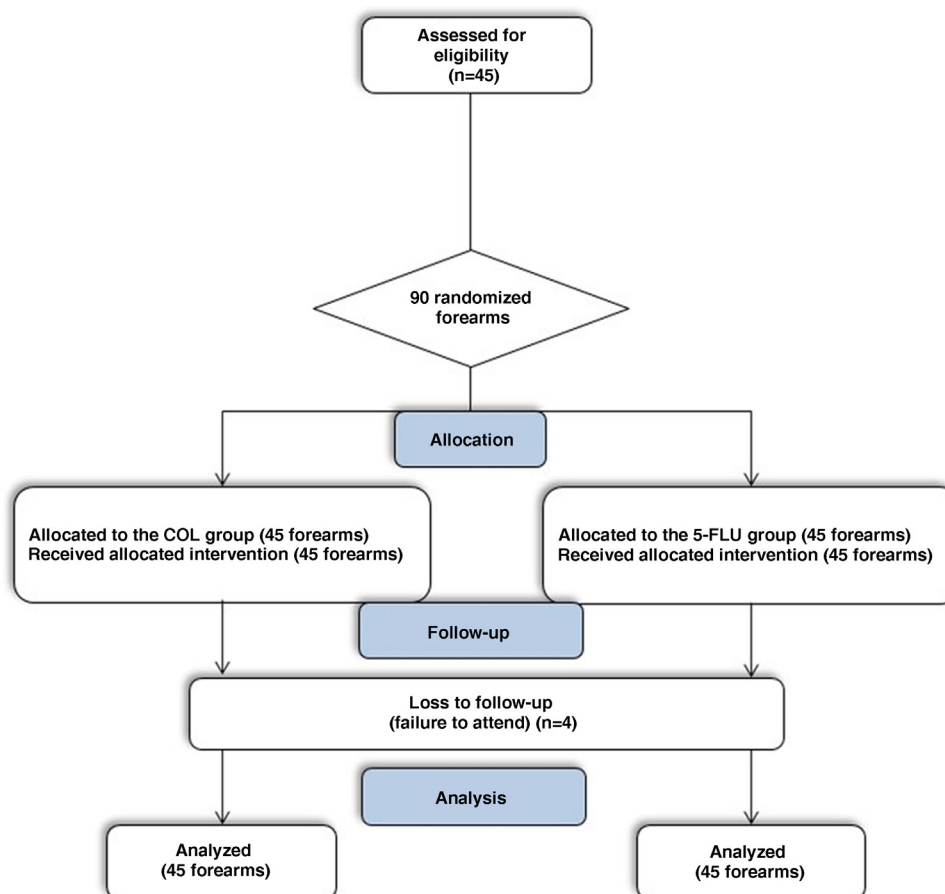 Assessed for
eligibility
(n=45)
90 randomized
forearms
Allocation
Allocated to the COL group (45 forearms)
Received allocated intervention (45 forearms)
Allocated to the 5-FLU group (45 forearms)
Received allocated intervention (45 forearms)
Follow-up
Loss to follow-up
(failure to attend) (n=4)
Analysis
Analyzed
(45 forearms)
Analyzed
(45 forearms)